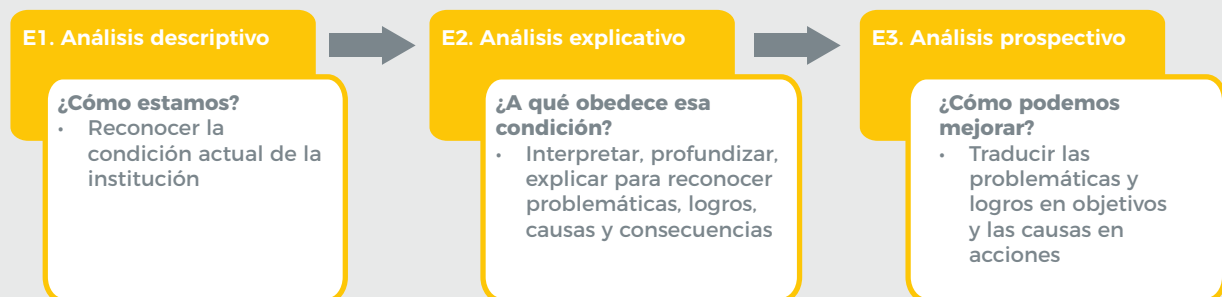 E1. Análisis descriptivo
¿Cómo estamos?
• Reconocer la
condición actual de la
institución
E2. Análisis explicativo
¿A qué obedece esa
condición?
• Interpretar, profundizar,
explicar para reconocer
problemáticas, logros,
causas y consecuencias
E3. Análisis prospectivo
¿Cómo podemos
mejorar?
• Traducir las
problemáticas y
logros en objetivos
y las causas en
acciones